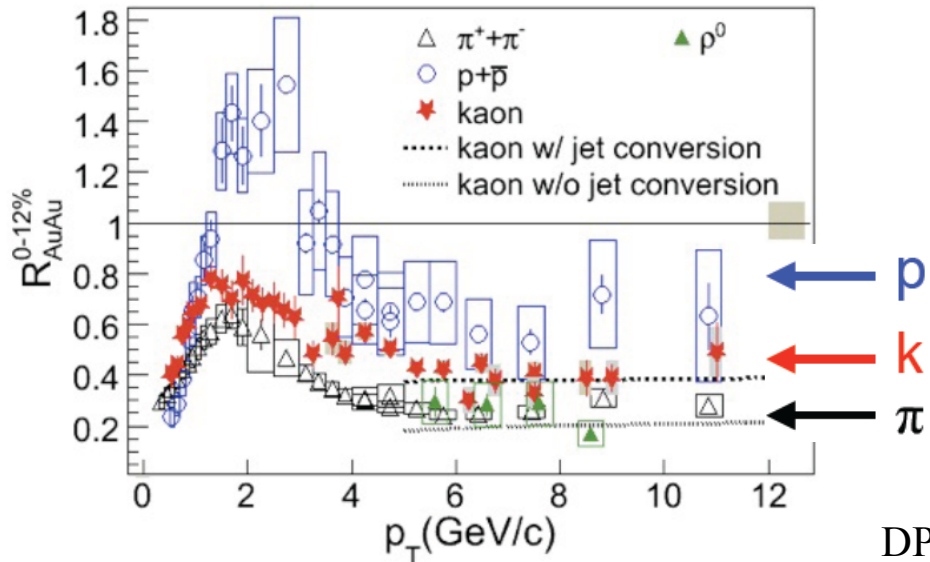 π⁺+π⁻
ρ⁰
p+p̅
kaon
kaon w/ jet conversion
kaon w/o jet conversion
1.8
1.6
1.4
1.2
1
0.8
0.6
0.4
0.2
R_{AuAu}^{0-12%}
0 2 4 6 8 10 12
p_T(GeV/c)
p
k
π
DP